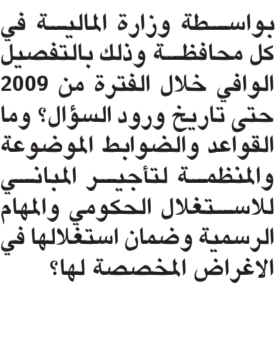 بواسطة وزارة المالية في
كل محافظة وذلك بالتفصيل
الوافي خلال الفترة من 2009
حتى تاريخ ورود السؤال؟ وما
القواعد والضوابط الموضوعة
والمنظمة لتأجير المباني
للاستغلال الحكومي والمهام
الرسمية وضمان استغلالها في
الاغراض المخصصة لها؟